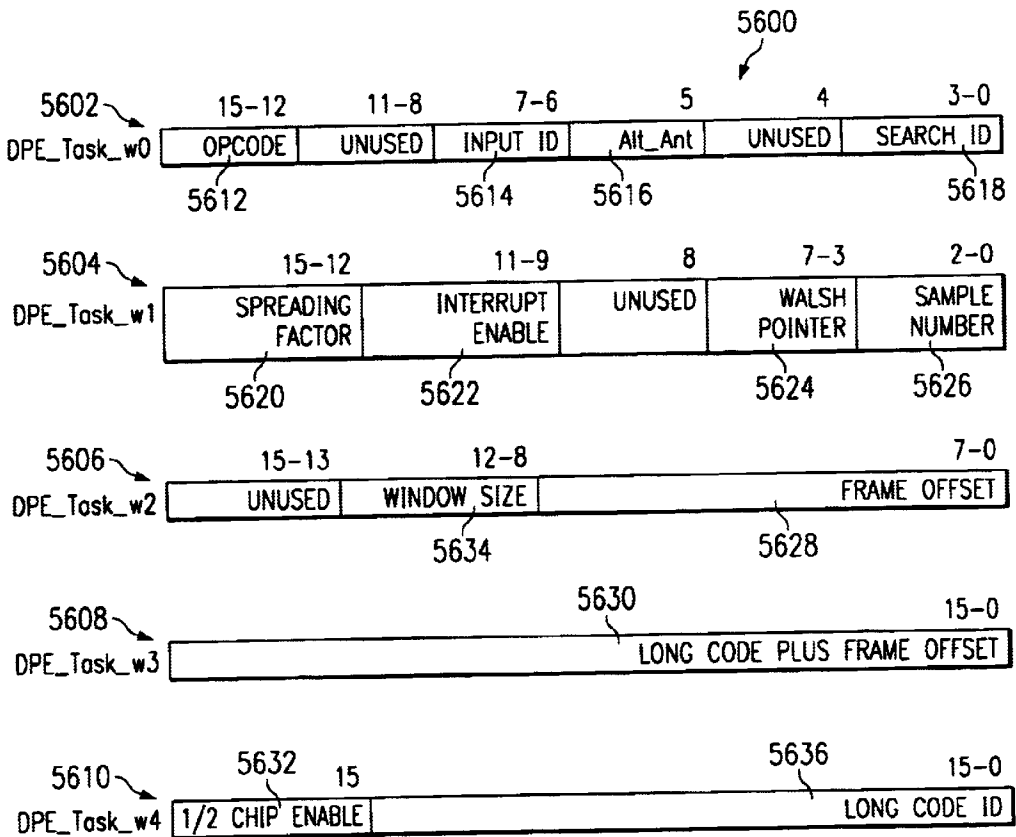 5600
5602 15-12 11-8 7-6 5 4 3-0
DPE_Task_w0 OPCODE UNUSED INPUT ID Alt_Ant UNUSED SEARCH ID
5612 5614 5616 5618
5604 15-12 11-9 8 7-3 2-0
DPE_Task_w1 SPREADING FACTOR INTERRUPT ENABLE UNUSED WALSH POINTER SAMPLE NUMBER
5620 5622 5624 5626
5606 15-13 12-8 7-0
DPE_Task_w2 UNUSED WINDOW SIZE FRAME OFFSET
5634 5628
5608 5630 15-0
DPE_Task_w3 LONG CODE PLUS FRAME OFFSET
5610 5632 15 5636 15-0
DPE_Task_w4 1/2 CHIP ENABLE LONG CODE ID